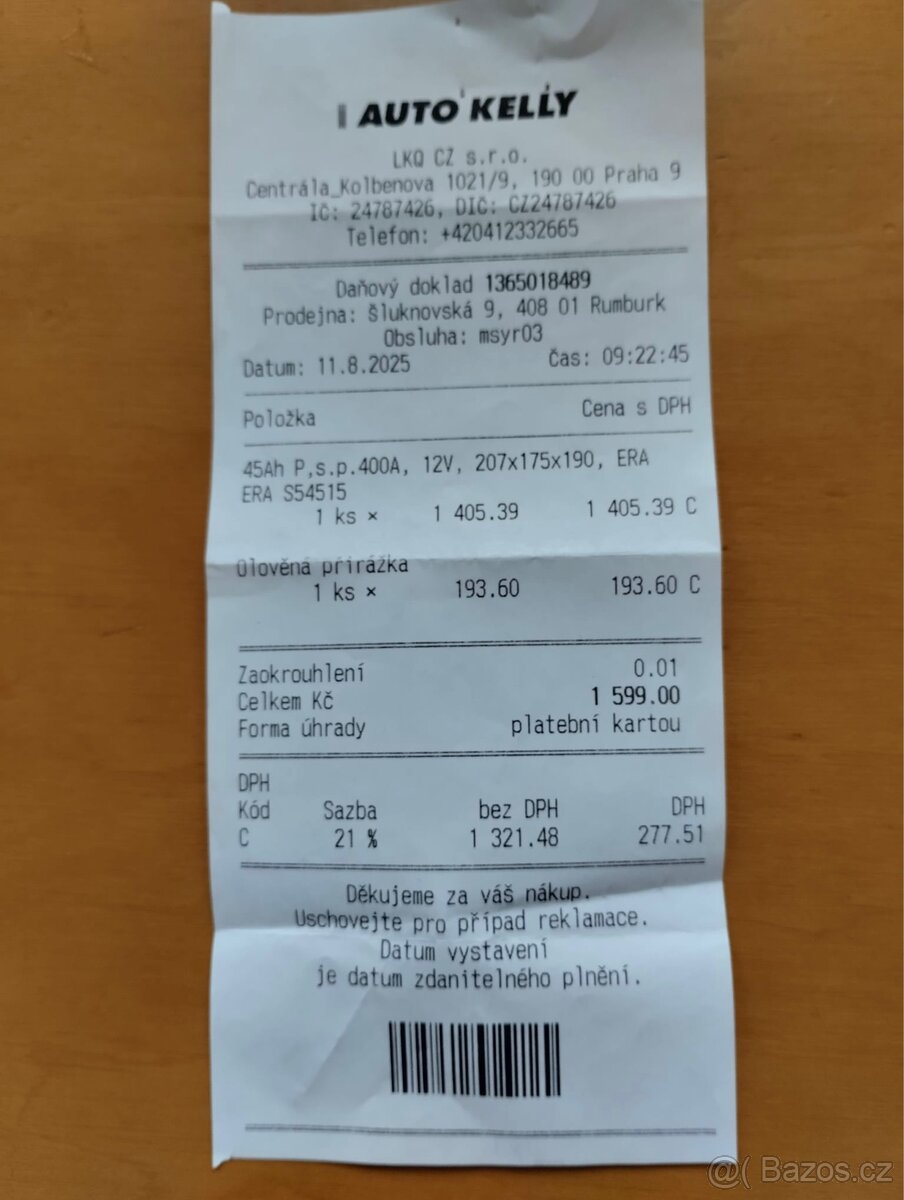 AUTO KELLY
LKQ CZ s.r.o.
Centrála_Kolbenova 1021/9, 190 00 Praha 9
IČ: 24787426, DIČ: CZ24787426
Telefon: +420412332665
Daňový doklad 1365018489
Prodejna: Šluknovská 9, 408 01 Rumburk
Obsluha: msyr03
Datum: 11.8.2025 Čas: 09:22:45
Položka Cena s DPH
45Ah P,s.p.400A, 12V, 207x175x190, ERA
ERA S54515
1 ks × 1 405.39 1 405.39 C
Olověná přirážka
1 ks × 193.60 193.60 C
Zaokrouhlení 0.01
Celkem Kč 1 599.00
Forma úhrady platební kartou
DPH
Kód Sazba bez DPH DPH
C 21 % 1 321.48 277.51
Děkujeme za váš nákup.
Uschovejte pro případ reklamace.
Datum vystavení
je datum zdanitelného plnění.
@( Bazos.cz